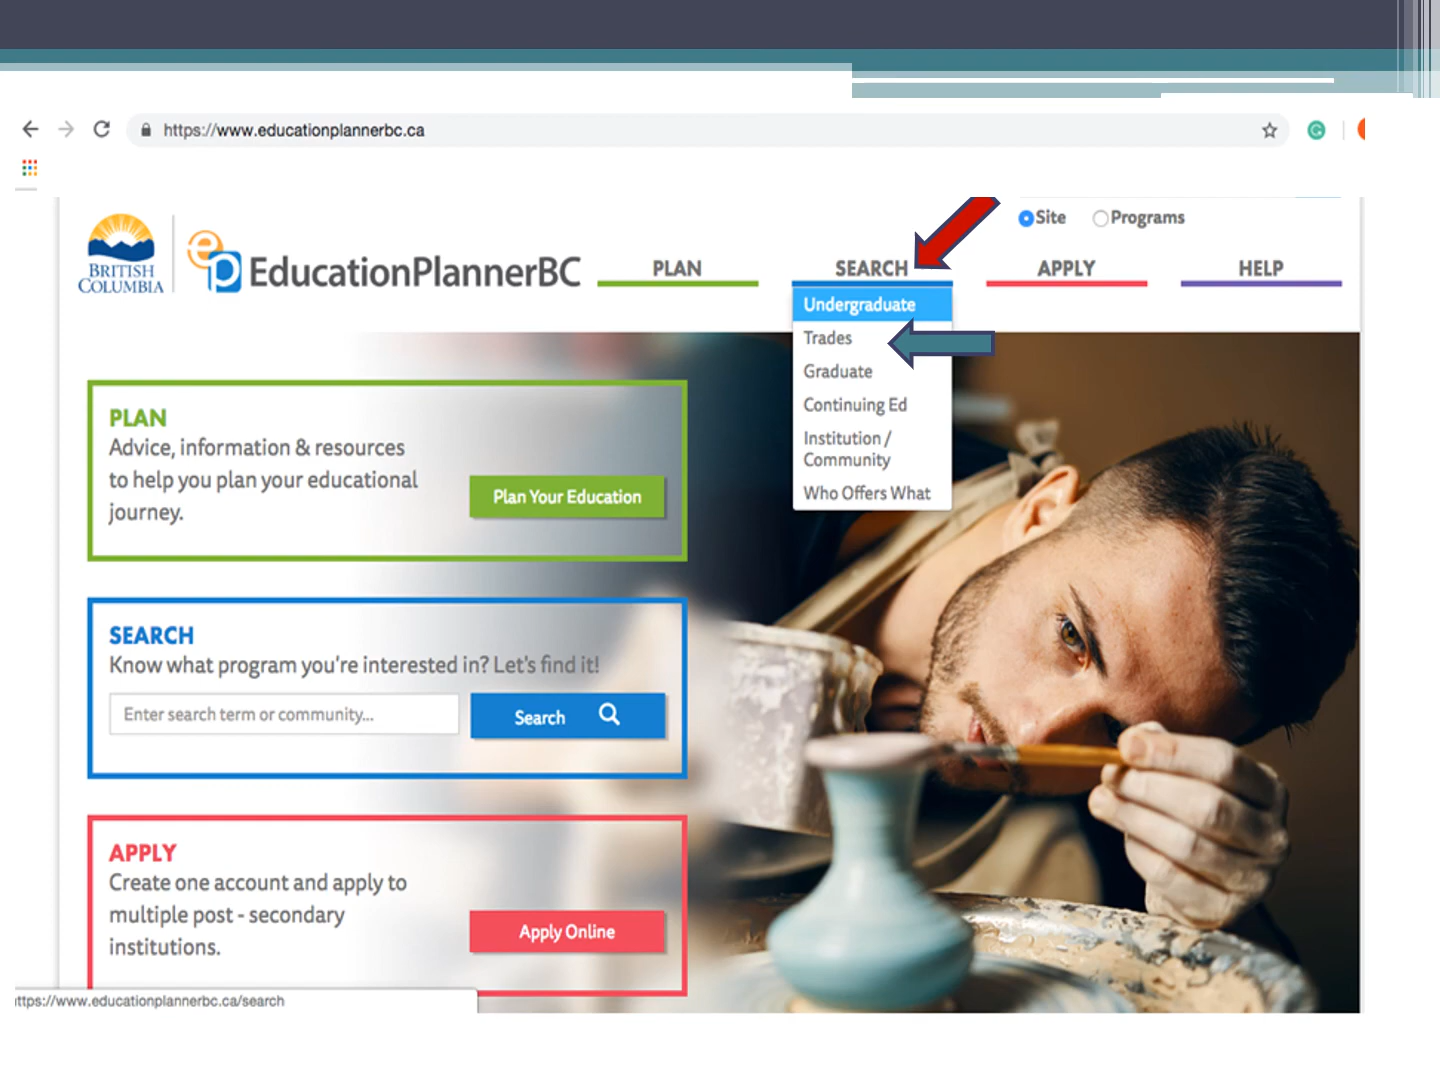 https://www.educationplannerbc.ca
Site Programs
BRITISH
COLUMBIA
ep EducationPlannerBC
PLAN SEARCH APPLY HELP
Undergraduate
Trades
Graduate
Continuing Ed
Institution /
Community
Who Offers What
PLAN
Advice, information & resources
to help you plan your educational
journey.
Plan Your Education
SEARCH
Know what program you're interested in? Let's find it!
Enter search term or community...
Search
APPLY
Create one account and apply to
multiple post - secondary
institutions.
Apply Online
ttps://www.educationplannerbc.ca/search